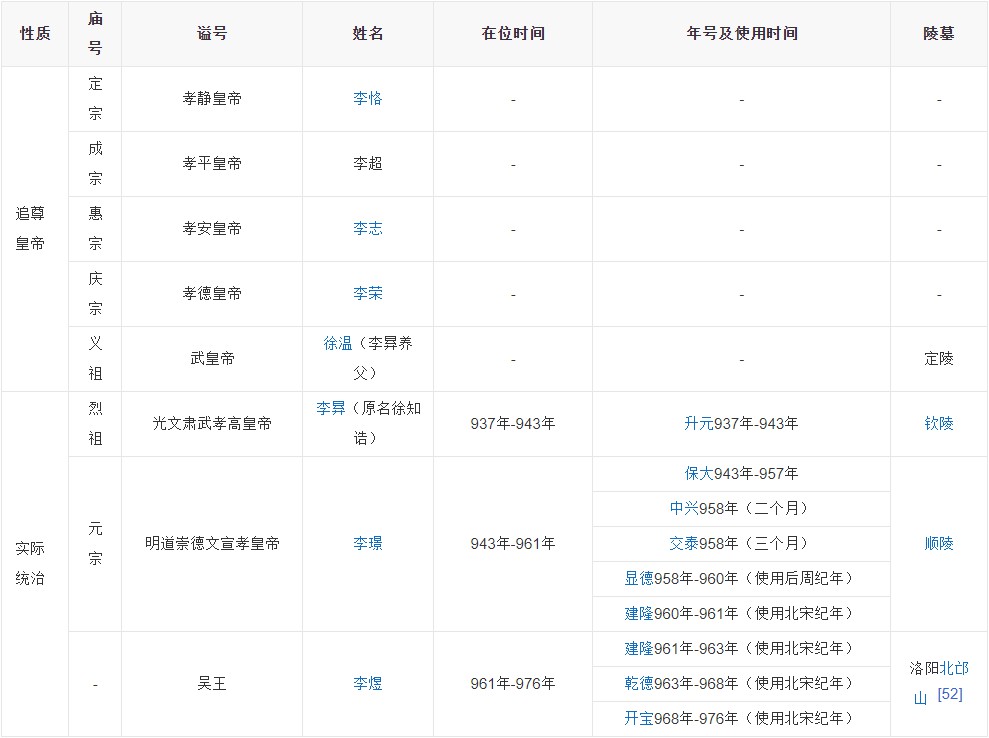 性质 庙号 谥号 姓名 在位时间 年号及使用时间 陵墓
追尊皇帝
定宗 孝静皇帝 李恪 - - -
成宗 孝平皇帝 李超 - - -
惠宗 孝安皇帝 李志 - - -
庆宗 孝德皇帝 李荣 - - -
义祖 武皇帝 徐温（李昪养父） - - 定陵
实际统治
烈祖 光文肃武孝高皇帝 李昪（原名徐知诰） 937年-943年 升元937年-943年 钦陵
元宗 明道崇德文宣孝皇帝 李璟 943年-961年 保大943年-957年 顺陵
中兴958年（二个月）
交泰958年（三个月）
显德958年-960年（使用后周纪年）
建隆960年-961年（使用北宋纪年）
- 吴王 李煜 961年-976年 建隆961年-963年（使用北宋纪年） 洛阳北邙山 [52]
乾德963年-968年（使用北宋纪年）
开宝968年-976年（使用北宋纪年）